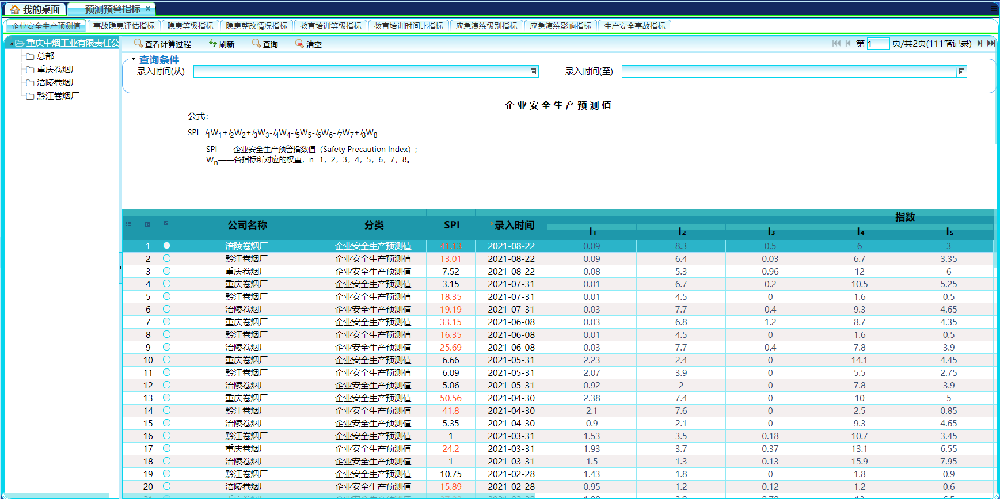 我的桌面 预测预警指标
企业安全生产预测值 事故隐患评估指标 隐患等级指标 隐患整改情况指标 教育培训等级指标 教育培训时间比指标 应急演练级别指标 应急演练影响指标 生产安全事故指标
重庆中烟工业有限责任公
总部
重庆卷烟厂
涪陵卷烟厂
黔江卷烟厂
查看计算过程 刷新 查询 清空 第 1 页/共2页(111笔记录)
查询条件
录入时间(从) 录入时间(至)
企业安全生产预测值
公式：
SPI=I1W1+I2W2+I3W3-I4W4-I5W5-I6W6-I7W7+I8W8
SPI——企业安全生产预警指数值（Safety Precaution Index）；
Wn——各指标所对应的权重，n=1，2，3，4，5，6，7，8。
公司名称 分类 SPI 录入时间 指数
I₁ I₂ I₃ I₄ I₅
1 涪陵卷烟厂 企业安全生产预测值 41.13 2021-08-22 0.09 8.3 0.5 6 3
2 黔江卷烟厂 企业安全生产预测值 13.01 2021-08-22 0.09 6.4 0.03 6.7 3.35
3 重庆卷烟厂 企业安全生产预测值 7.52 2021-08-22 0.08 5.3 0.96 12 6
4 重庆卷烟厂 企业安全生产预测值 3.15 2021-07-31 0.01 6.7 0.2 10.5 5.25
5 黔江卷烟厂 企业安全生产预测值 18.35 2021-07-31 0.01 4.5 0 1.6 0.5
6 涪陵卷烟厂 企业安全生产预测值 19.19 2021-07-31 0.03 7.7 0.4 9.3 4.65
7 重庆卷烟厂 企业安全生产预测值 33.15 2021-06-08 0.03 6.8 1.2 8.7 4.35
8 黔江卷烟厂 企业安全生产预测值 16.35 2021-06-08 0.01 4.5 0 1.6 0.5
9 涪陵卷烟厂 企业安全生产预测值 25.69 2021-06-08 0.03 7.7 0.4 7.8 3.9
10 重庆卷烟厂 企业安全生产预测值 6.66 2021-05-31 2.23 2.4 0 14.1 4.45
11 黔江卷烟厂 企业安全生产预测值 6.09 2021-05-31 2.07 3.9 0 5.5 2.75
12 涪陵卷烟厂 企业安全生产预测值 5.06 2021-05-31 0.92 2 0 7.8 3.9
13 重庆卷烟厂 企业安全生产预测值 50.56 2021-04-30 2.38 7.4 0 10 5
14 黔江卷烟厂 企业安全生产预测值 41.8 2021-04-30 2.1 7.6 0 2.5 0.85
15 涪陵卷烟厂 企业安全生产预测值 5.35 2021-04-30 0.9 2.1 0 9.3 4.65
16 黔江卷烟厂 企业安全生产预测值 1 2021-03-31 1.53 3.5 0.18 10.7 3.45
17 重庆卷烟厂 企业安全生产预测值 24.2 2021-03-31 1.93 3.7 0.37 13.1 6.55
18 涪陵卷烟厂 企业安全生产预测值 1 2021-03-31 1.5 1.3 0.13 15.9 7.95
19 黔江卷烟厂 企业安全生产预测值 10.75 2021-02-28 1.43 1.8 0 1.8 0.9
20 涪陵卷烟厂 企业安全生产预测值 15.89 2021-02-28 0.95 1.2 0.12 1.2 0.6